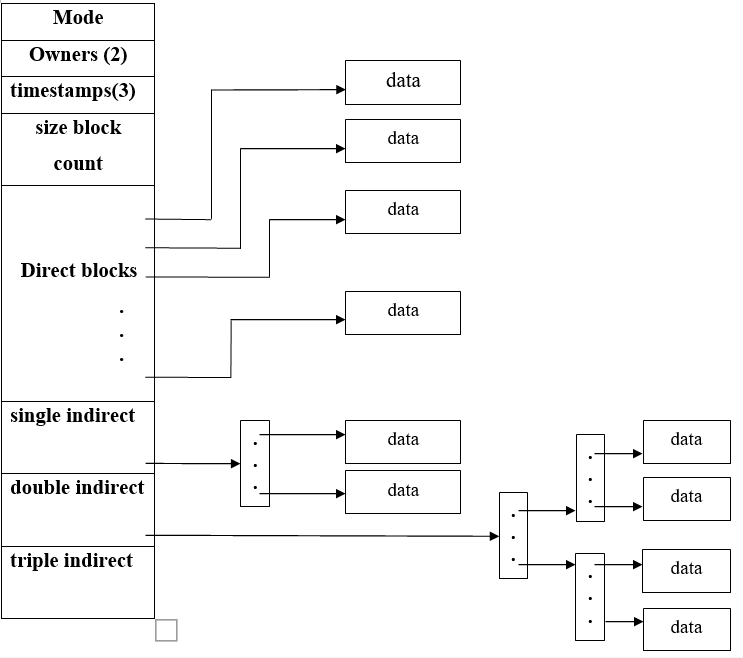 Mode
Owners (2)
timestamps(3)
size block
count
Direct blocks
single indirect
double indirect
triple indirect
data
data
data
data
data
data
data
data
data
data